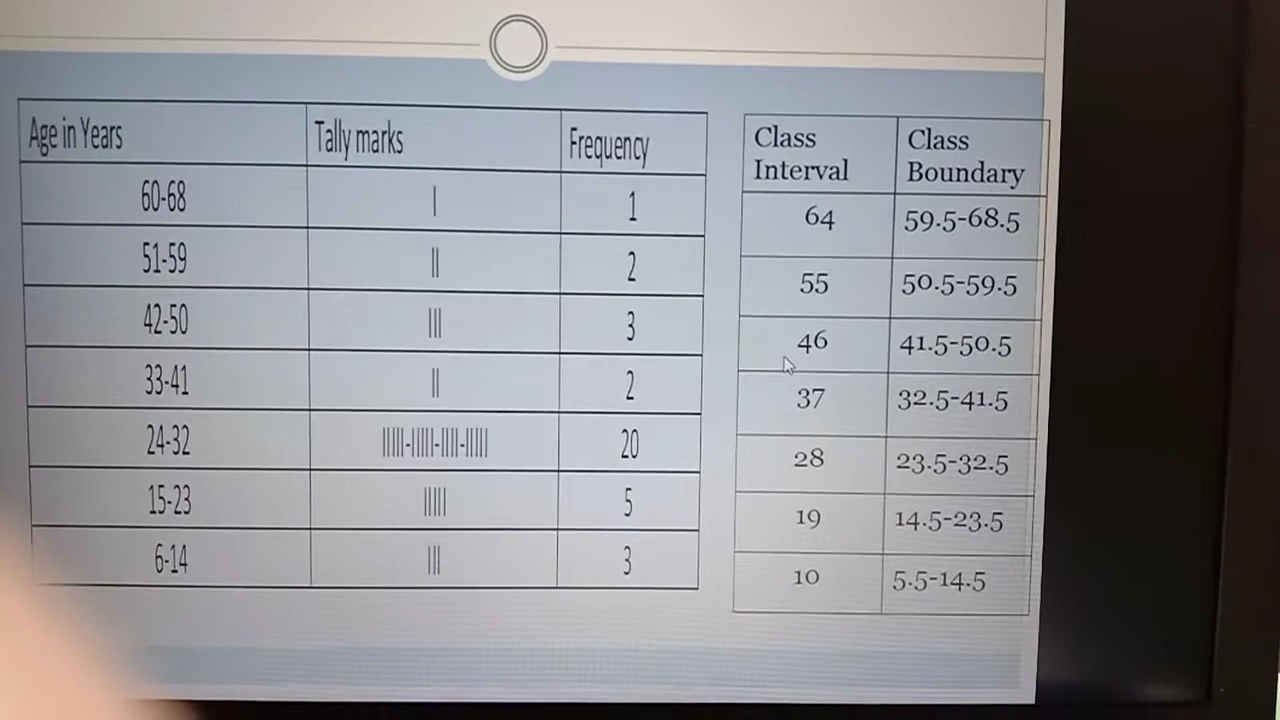 Age in Years Tally marks Frequency
60-68 | 1
51-59 || 2
42-50 ||| 3
33-41 || 2
24-32 |||||-|||||-||||-||||| 20
15-23 ||||| 5
6-14 ||| 3
Class Interval Class Boundary
64 59.5-68.5
55 50.5-59.5
46 41.5-50.5
37 32.5-41.5
28 23.5-32.5
19 14.5-23.5
10 5.5-14.5